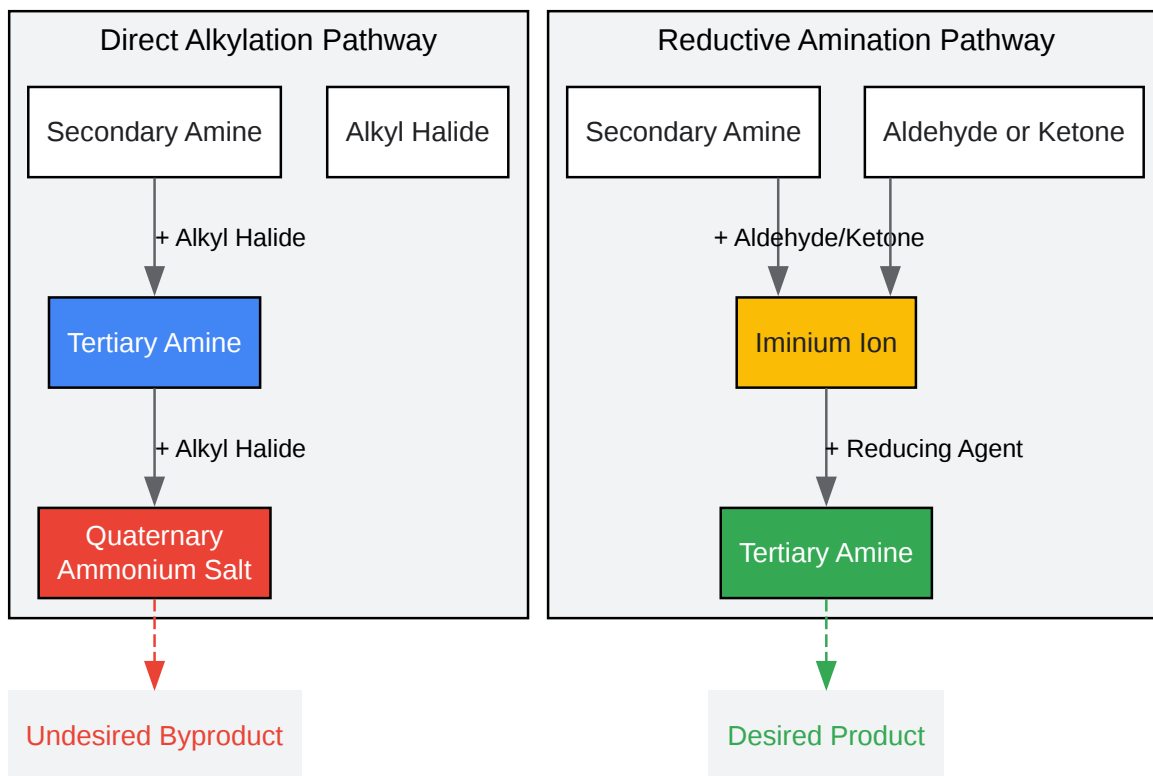 Direct Alkylation Pathway
Secondary Amine
Alkyl Halide
+ Alkyl Halide
Tertiary Amine
+ Alkyl Halide
Quaternary
Ammonium Salt
Undesired Byproduct
Reductive Amination Pathway
Secondary Amine
Aldehyde or Ketone
+ Aldehyde/Ketone
Iminium Ion
+ Reducing Agent
Tertiary Amine
Desired Product